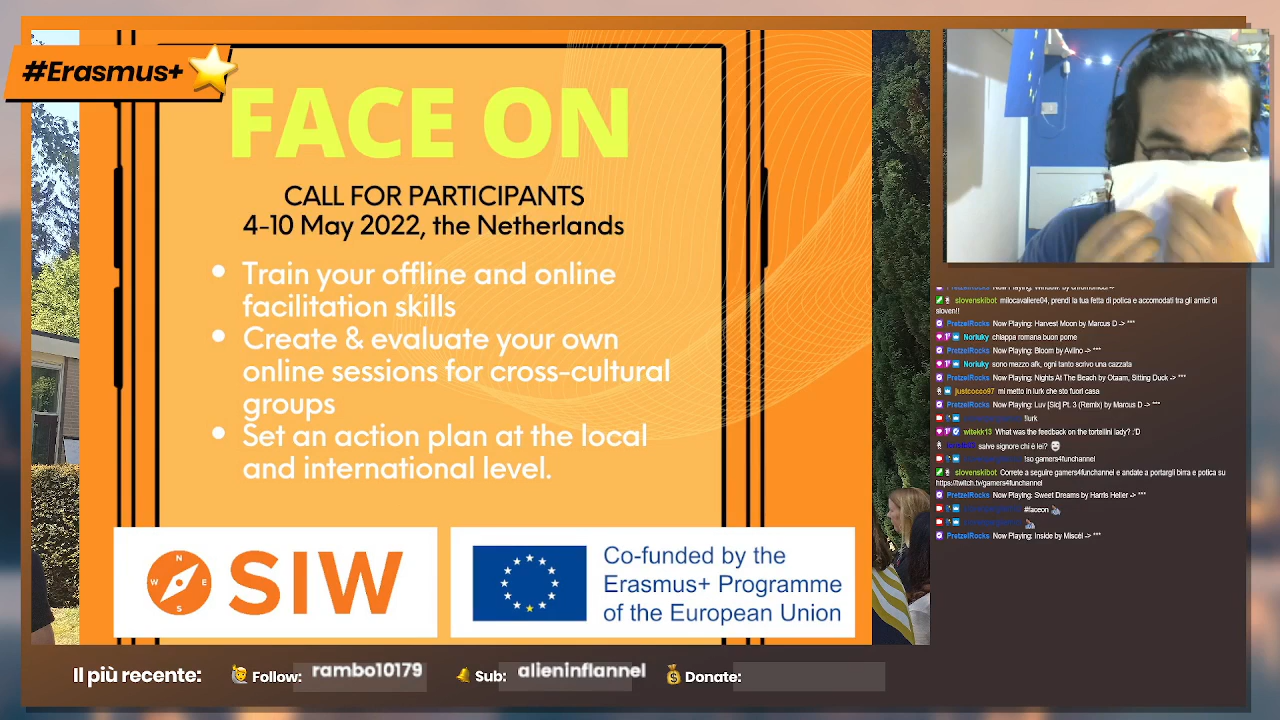 #Erasmus+
FACE ON
CALL FOR PARTICIPANTS
4-10 May 2022, the Netherlands
Train your offline and online
facilitation skills
Create & evaluate your own
online sessions for cross-cultural
groups
Set an action plan at the local
and international level.
N
W E
S
SIW
Co-funded by the
Erasmus+ Programme
of the European Union
slovenskibot milocavaliere04, prendi la tua fetta di potica e accomodati tra gli amici di
sloven!!
PretzelRocks Now Playing: Harvest Moon by Marcus D -> ***
Noriuky chiappa romana buon pome
PretzelRocks Now Playing: Bloom by Aviino -> ***
Noriuky sono mezzo afk, ogni tanto scrivo una cazzata
PretzelRocks Now Playing: Nights At The Beach by Otaam, Sitting Duck -> ***
justcocco97 mi metto in lurk che sto fuori casa
PretzelRocks Now Playing: Luv [Sic] Pt. 3 (Remix) by Marcus D -> ***
!lurk
witekk13 What was the feedback on the tortellini lady? :'D
salve signore chi è lei?
!so gamers4funchannel
slovenskibot Correte a seguire gamers4funchannel e andate a portargli birra e potica su
https://twitch.tv/gamers4funchannel
PretzelRocks Now Playing: Sweet Dreams by Harris Heller -> ***
#faceon
PretzelRocks Now Playing: Inside by Miscél -> ***
Il più recente: Follow: rambo10179 Sub: alieninflannel Donate: